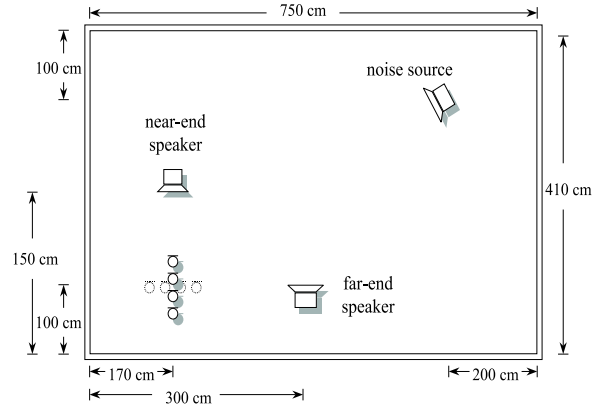 750 cm
100 cm
noise source
near-end
speaker
410 cm
150 cm
far-end
speaker
100 cm
170 cm
200 cm
300 cm